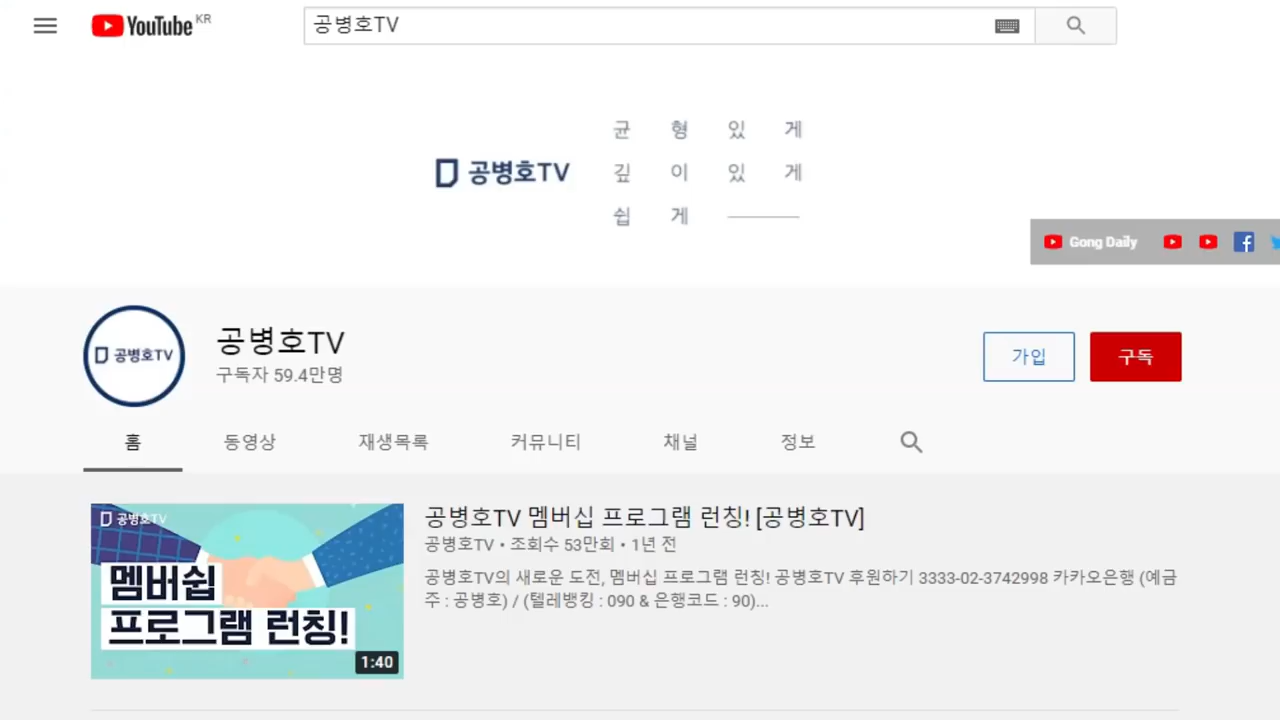 YouTube KR
공병호TV
균 형 있 게
공병호TV
깊 이 있 게
쉽 게
Gong Daily
공병호TV
공병호TV
구독자 59.4만명
가입
구독
홈
동영상
재생목록
커뮤니티
채널
정보
공병호TV
멤버쉽
프로그램 런칭!
1:40
공병호TV 멤버십 프로그램 런칭! [공병호TV]
공병호TV • 조회수 53만회 • 1년 전
공병호TV의 새로운 도전, 멤버십 프로그램 런칭! 공병호TV 후원하기 3333-02-3742998 카카오은행 (예금
주 : 공병호) / (텔레뱅킹 : 090 & 은행코드 : 90)...